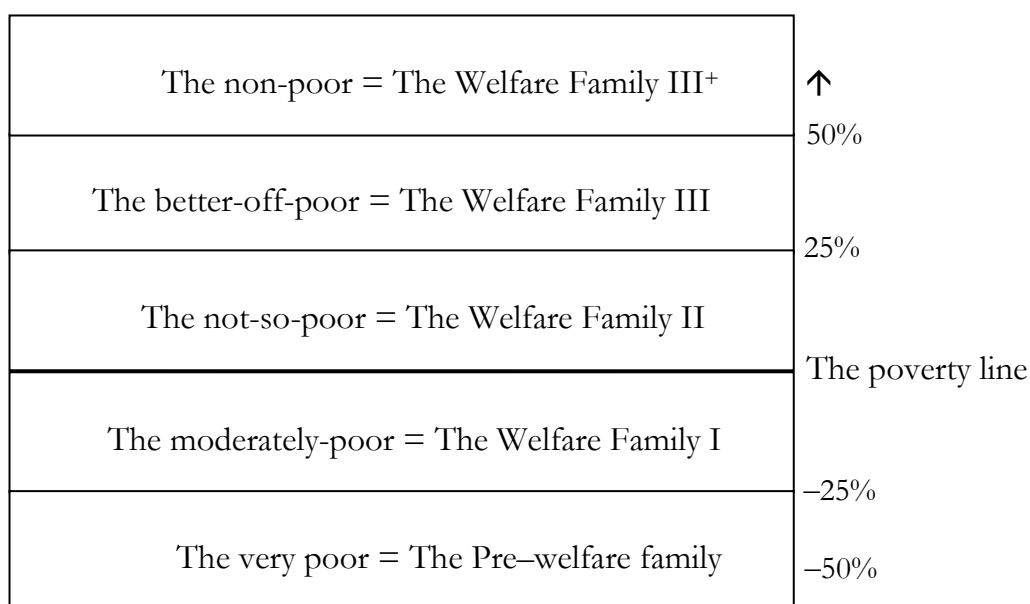 The non-poor = The Welfare Family III⁺
↑
50%
The better-off-poor = The Welfare Family III
25%
The not-so-poor = The Welfare Family II
The poverty line
The moderately-poor = The Welfare Family I
–25%
The very poor = The Pre–welfare family
–50%